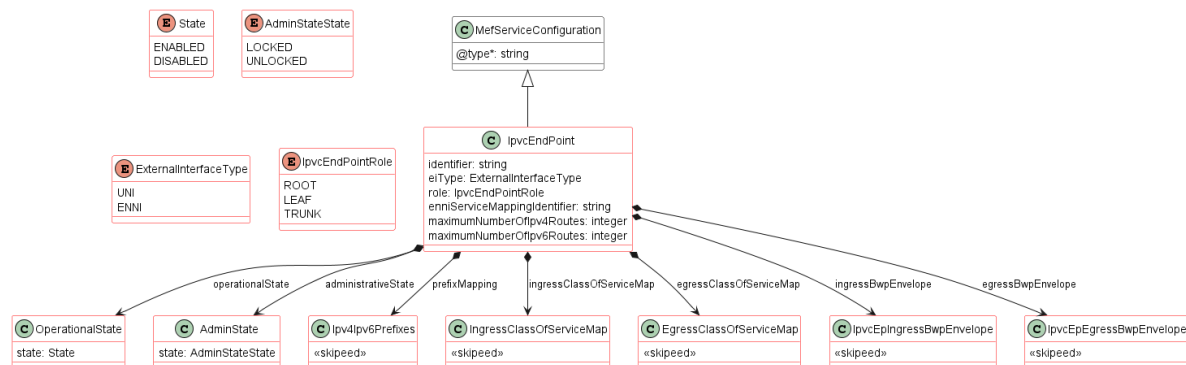 E State
ENABLED
DISABLED
E AdminStateState
LOCKED
UNLOCKED
C MefServiceConfiguration
@type*: string
E ExternalInterfaceType
UNI
ENNI
E IpvcEndPointRole
ROOT
LEAF
TRUNK
C IpvcEndPoint
identifier: string
eiType: ExternalInterfaceType
role: IpvcEndPointRole
enniServiceMappingIdentifier: string
maximumNumberOfIpv4Routes: integer
maximumNumberOfIpv6Routes: integer
operationalState
administrativeState
prefixMapping
ingressClassOfServiceMap
egressClassOfServiceMap
ingressBwpEnvelope
egressBwpEnvelope
C OperationalState
state: State
C AdminState
state: AdminStateState
C Ipv4Ipv6Prefixes
«skipeed»
C IngressClassOfServiceMap
«skipeed»
C EgressClassOfServiceMap
«skipeed»
C IpvcEpIngressBwpEnvelope
«skipeed»
C IpvcEpEgressBwpEnvelope
«skipeed»